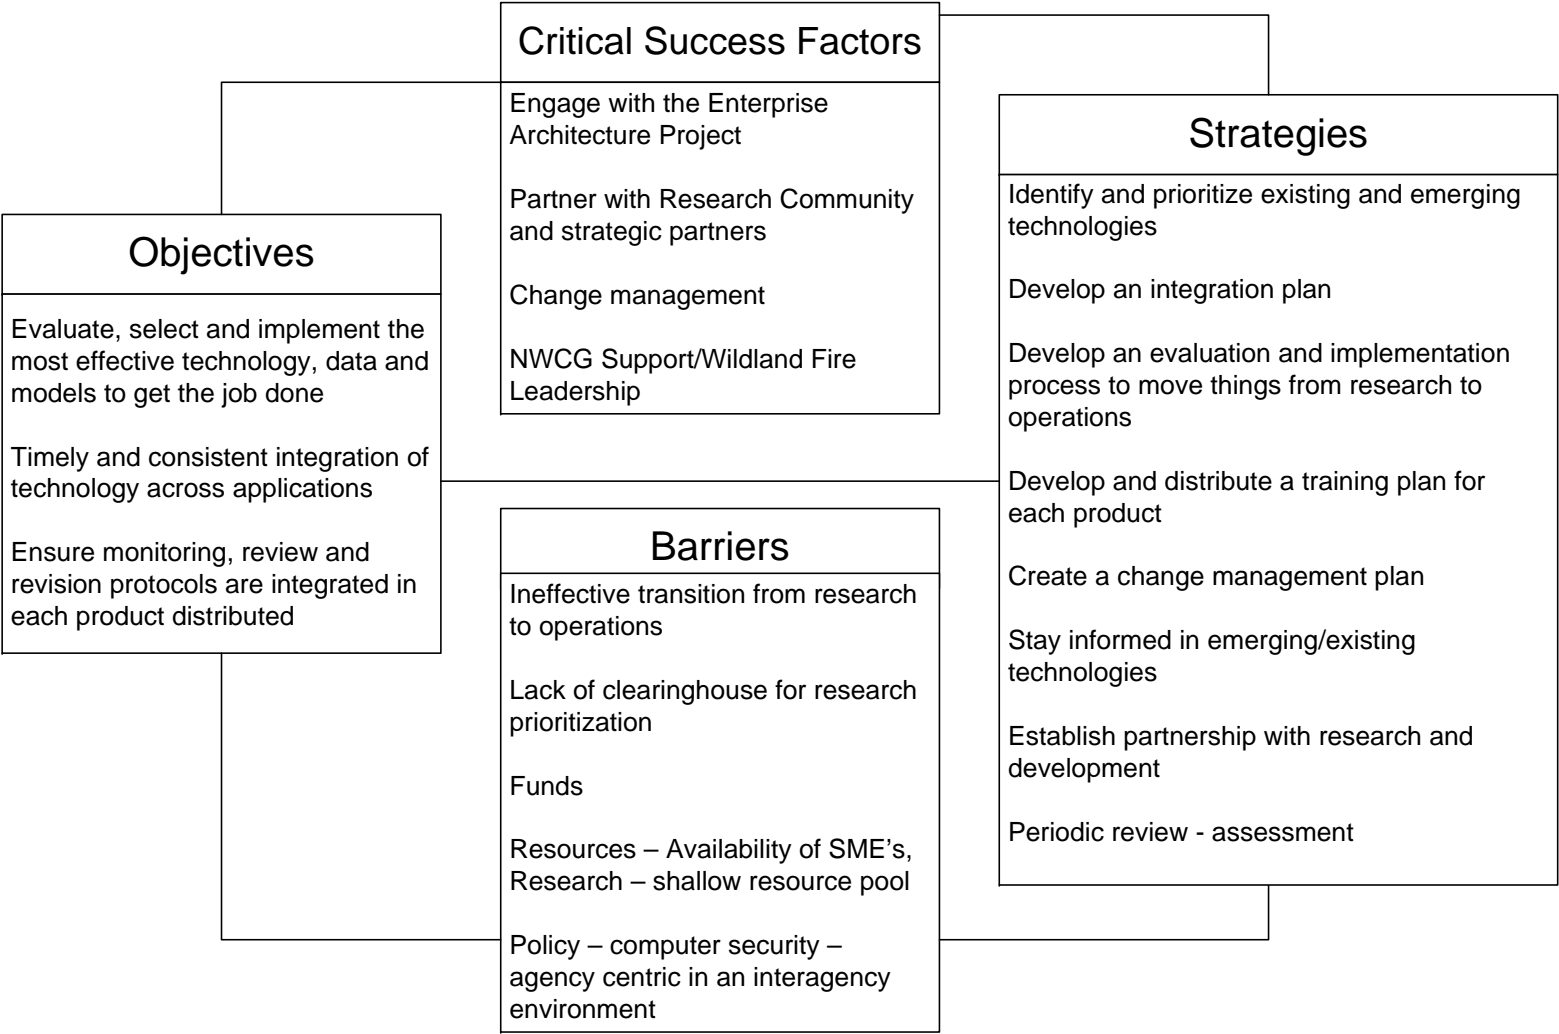 Critical Success Factors
Engage with the Enterprise
Architecture Project
Partner with Research Community
and strategic partners
Change management
NWCG Support/Wildland Fire
Leadership
Strategies
Identify and prioritize existing and emerging
technologies
Develop an integration plan
Develop an evaluation and implementation
process to move things from research to
operations
Develop and distribute a training plan for
each product
Create a change management plan
Stay informed in emerging/existing
technologies
Establish partnership with research and
development
Periodic review - assessment
Objectives
Evaluate, select and implement the
most effective technology, data and
models to get the job done
Timely and consistent integration of
technology across applications
Ensure monitoring, review and
revision protocols are integrated in
each product distributed
Barriers
Ineffective transition from research
to operations
Lack of clearinghouse for research
prioritization
Funds
Resources – Availability of SME’s,
Research – shallow resource pool
Policy – computer security –
agency centric in an interagency
environment